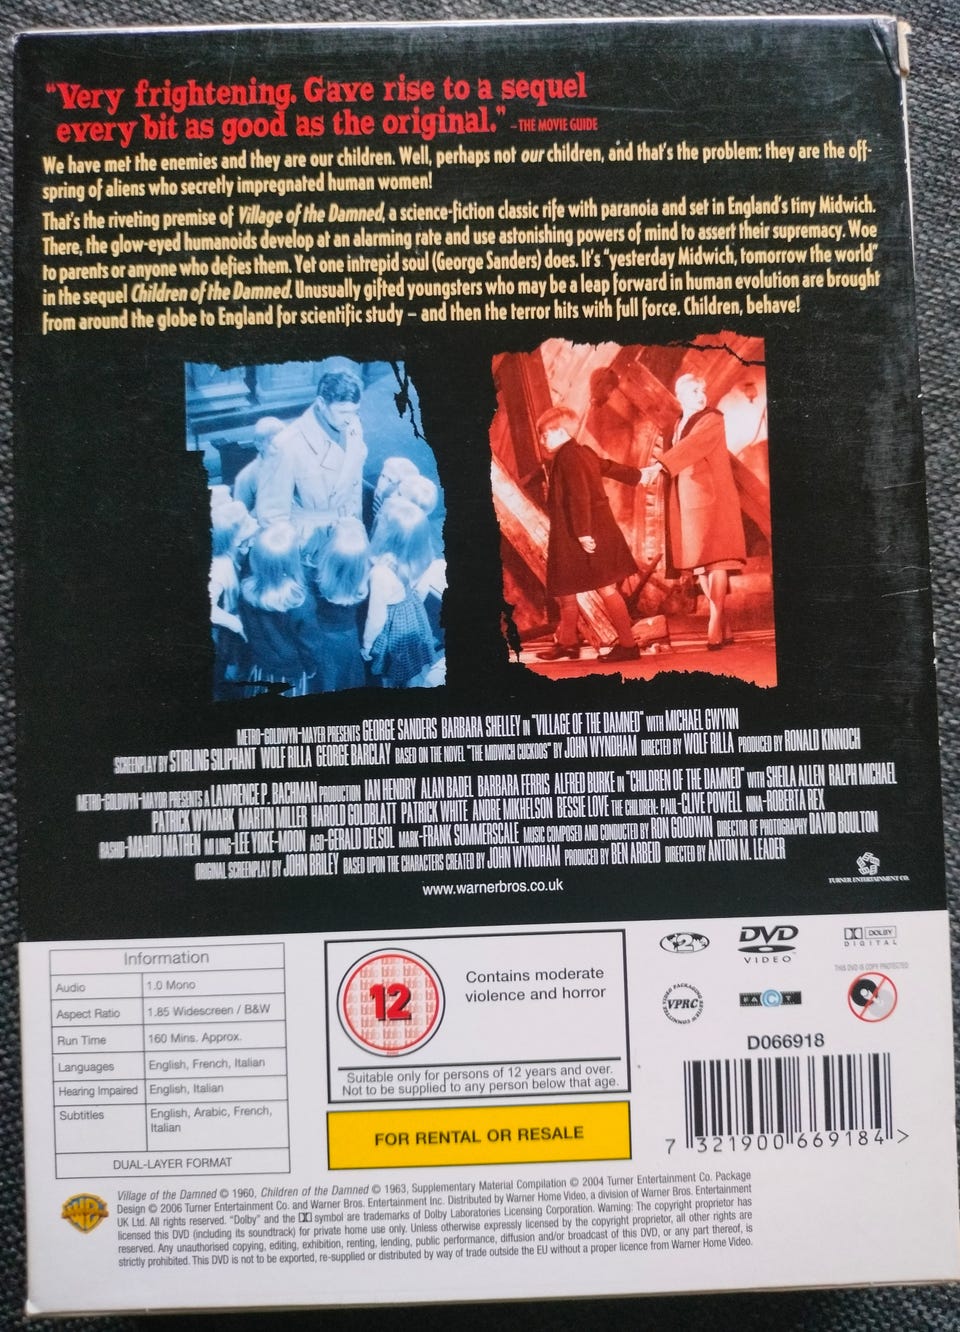 "Very frightening. Gave rise to a sequel
every bit as good as the original." –THE MOVIE GUIDE
We have met the enemies and they are our children. Well, perhaps not our children, and that's the problem: they are the off-
spring of aliens who secretly impregnated human women!
That's the riveting premise of Village of the Damned, a science-fiction classic rife with paranoia and set in England's tiny Midwich.
There, the glow-eyed humanoids develop at an alarming rate and use astonishing powers of mind to assert their supremacy. Woe
to parents or anyone who defies them. Yet one intrepid soul (George Sanders) does. It's "yesterday Midwich, tomorrow the world"
in the sequel Children of the Damned. Unusually gifted youngsters who may be a leap forward in human evolution are brought
from around the globe to England for scientific study – and then the terror hits with full force. Children, behave!
METRO-GOLDWYN-MAYER PRESENTS GEORGE SANDERS BARBARA SHELLEY IN "VILLAGE OF THE DAMNED" WITH MICHAEL GWYNN
SCREENPLAY BY STIRLING SILIPHANT WOLF RILLA GEORGE BARCLAY BASED ON THE NOVEL "THE MIDWICH CUCKOOS" BY JOHN WYNDHAM DIRECTED BY WOLF RILLA PRODUCED BY RONALD KINNOCH
METRO-GOLDWYN-MAYER PRESENTS A LAWRENCE P. BACHMAN PRODUCTION IAN HENDRY ALAN BADEL BARBARA FERRIS ALFRED BURKE IN "CHILDREN OF THE DAMNED" WITH SHEILA ALLEN RALPH MICHAEL
PATRICK WYMARK MARTIN MILLER HAROLD GOLDBLATT PATRICK WHITE ANDRE MIKHELSON BESSIE LOVE THE CHILDREN: PAUL-CLIVE POWELL NINA-ROBERTA REX
RASHID-MAHDU MATHEN MI LING-LEE YOKE-MOON AGO-GERALD DELSOL MARK-FRANK SUMMERSCALE MUSIC COMPOSED AND CONDUCTED BY RON GOODWIN DIRECTOR OF PHOTOGRAPHY DAVID BOULTON
ORIGINAL SCREENPLAY BY JOHN BRILEY BASED UPON THE CHARACTERS CREATED BY JOHN WYNDHAM PRODUCED BY BEN ARBEID DIRECTED BY ANTON M. LEADER
TURNER ENTERTAINMENT CO.
www.warnerbros.co.uk
Information
Audio 1.0 Mono
Aspect Ratio 1.85 Widescreen / B&W
Run Time 160 Mins. Approx.
Languages English, French, Italian
Hearing Impaired English, Italian
Subtitles English, Arabic, French,
Italian
DUAL-LAYER FORMAT
12
Contains moderate
violence and horror
Suitable only for persons of 12 years and over.
Not to be supplied to any person below that age.
FOR RENTAL OR RESALE
2
DVD
VIDEO
DOLBY
DIGITAL
VIDEO PACKAGING REVIEW COMMITTEE
VPRC
FACT
THIS DVD IS COPY PROTECTED
D066918
7 321900 669184 >
Village of the Damned © 1960, Children of the Damned © 1963, Supplementary Material Compilation © 2004 Turner Entertainment Co. Package
Design © 2006 Turner Entertainment Co. and Warner Bros. Entertainment Inc. Distributed by Warner Home Video, a division of Warner Bros. Entertainment
UK Ltd. All rights reserved. "Dolby" and the DD symbol are trademarks of Dolby Laboratories Licensing Corporation. Warning: The copyright proprietor has
licensed this DVD (including its soundtrack) for private home use only. Unless otherwise expressly licensed by the copyright proprietor, all other rights are
reserved. Any unauthorised copying, editing, exhibition, renting, lending, public performance, diffusion and/or broadcast of this DVD, or any part thereof, is
strictly prohibited. This DVD is not to be exported, re-supplied or distributed by way of trade outside the EU without a proper licence from Warner Home Video.